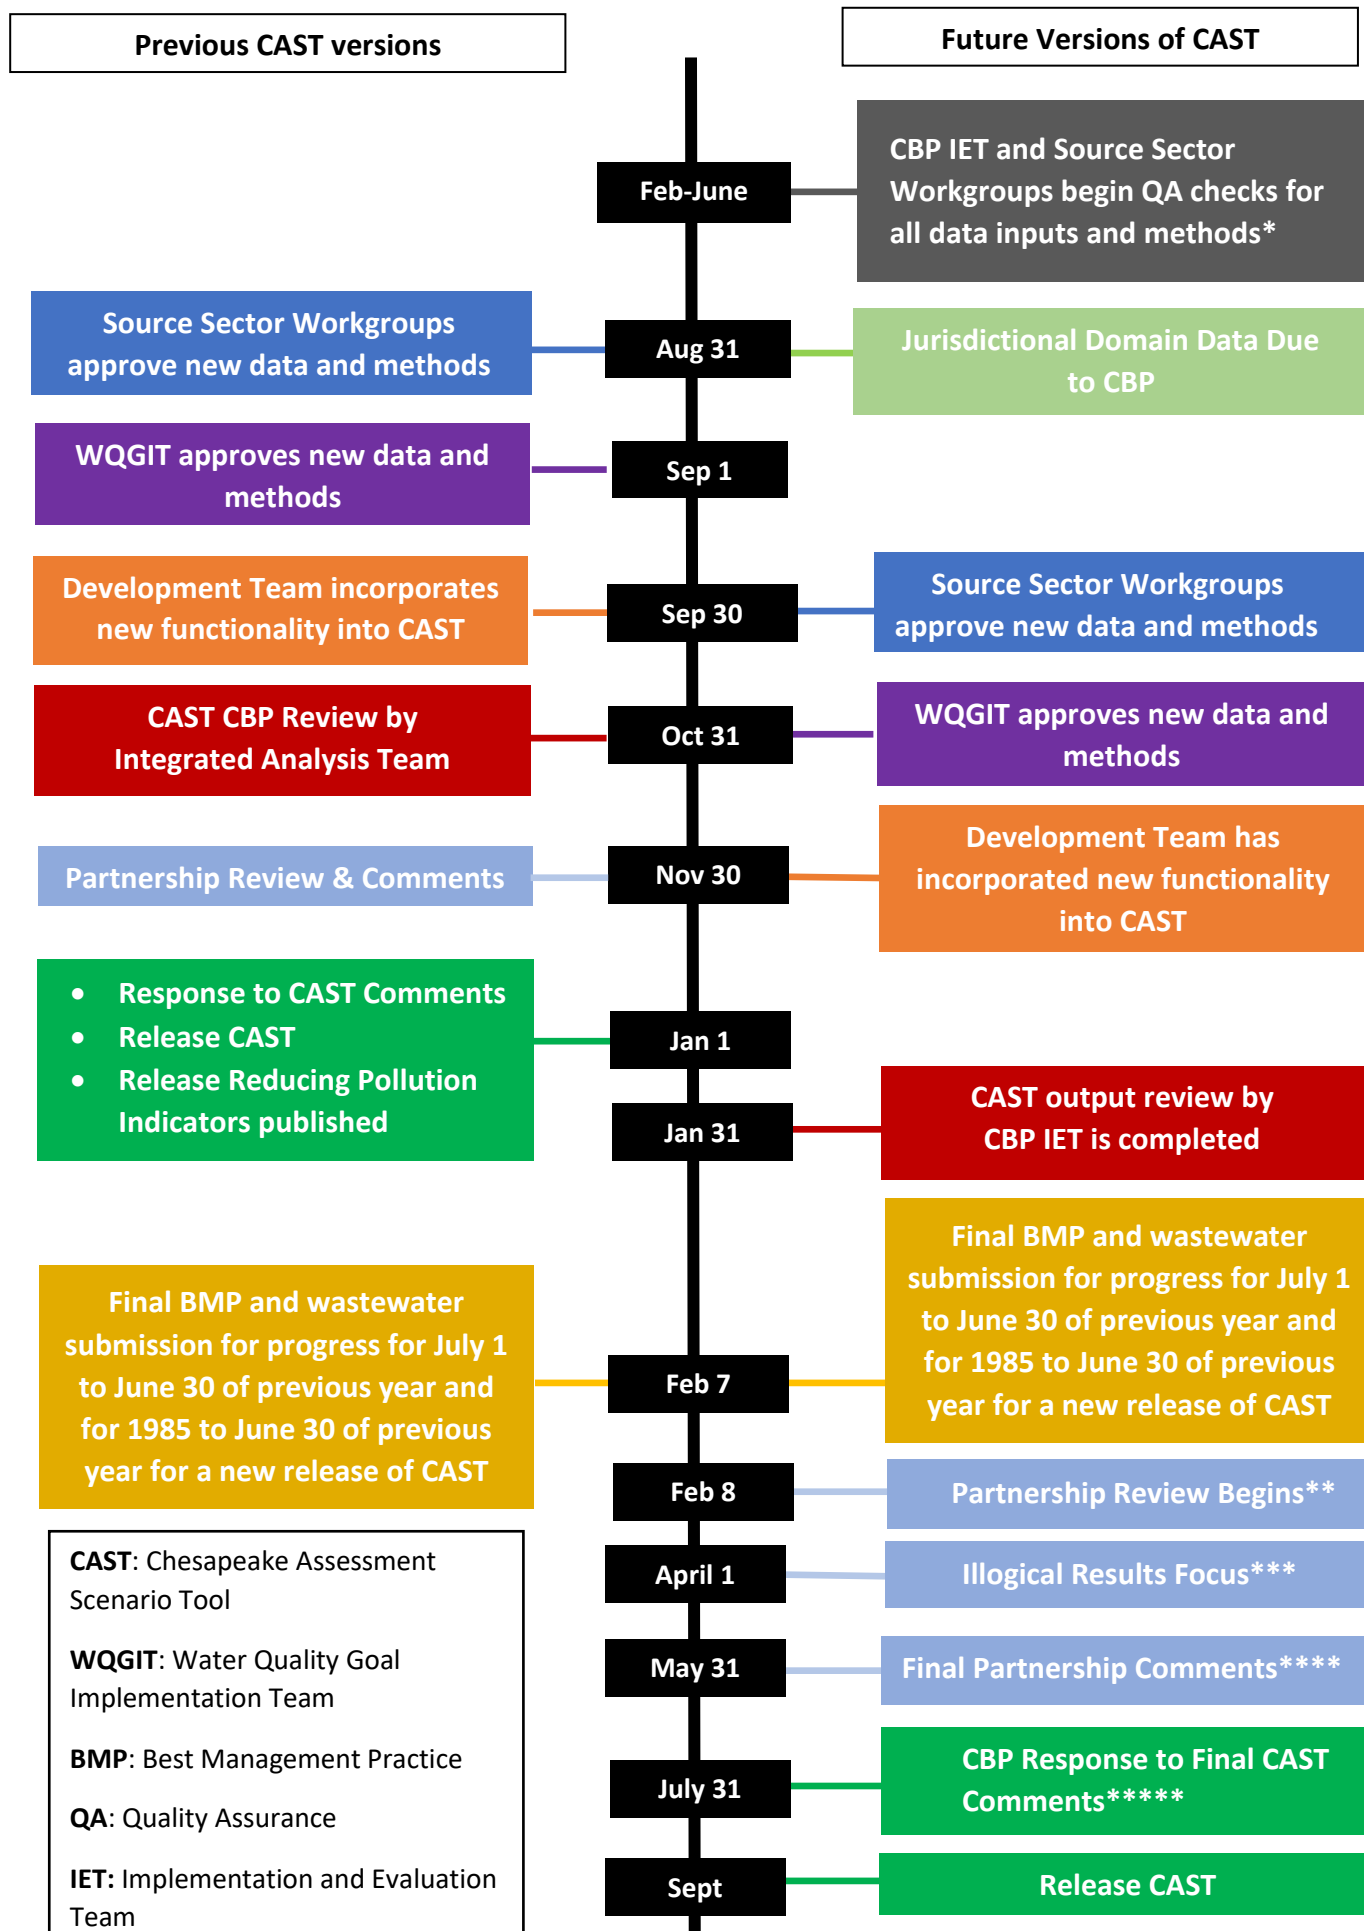 Previous CAST versions
Future Versions of CAST
Feb-June
CBP IET and Source Sector
Workgroups begin QA checks for
all data inputs and methods*
Source Sector Workgroups
approve new data and methods
Aug 31
Jurisdictional Domain Data Due
to CBP
WQGIT approves new data and
methods
Sep 1
Development Team incorporates
new functionality into CAST
Sep 30
Source Sector Workgroups
approve new data and methods
CAST CBP Review by
Integrated Analysis Team
Oct 31
WQGIT approves new data and
methods
Partnership Review & Comments
Nov 30
Development Team has
incorporated new functionality
into CAST
• Response to CAST Comments
• Release CAST
• Release Reducing Pollution
Indicators published
Jan 1
Jan 31
CAST output review by
CBP IET is completed
Final BMP and wastewater
submission for progress for July 1
to June 30 of previous year and
for 1985 to June 30 of previous
year for a new release of CAST
Feb 7
Final BMP and wastewater
submission for progress for July 1
to June 30 of previous year and
for 1985 to June 30 of previous
year for a new release of CAST
Feb 8
Partnership Review Begins**
April 1
Illogical Results Focus***
May 31
Final Partnership Comments****
July 31
CBP Response to Final CAST
Comments*****
Sept
Release CAST
CAST: Chesapeake Assessment
Scenario Tool
WQGIT: Water Quality Goal
Implementation Team
BMP: Best Management Practice
QA: Quality Assurance
IET: Implementation and Evaluation
Team